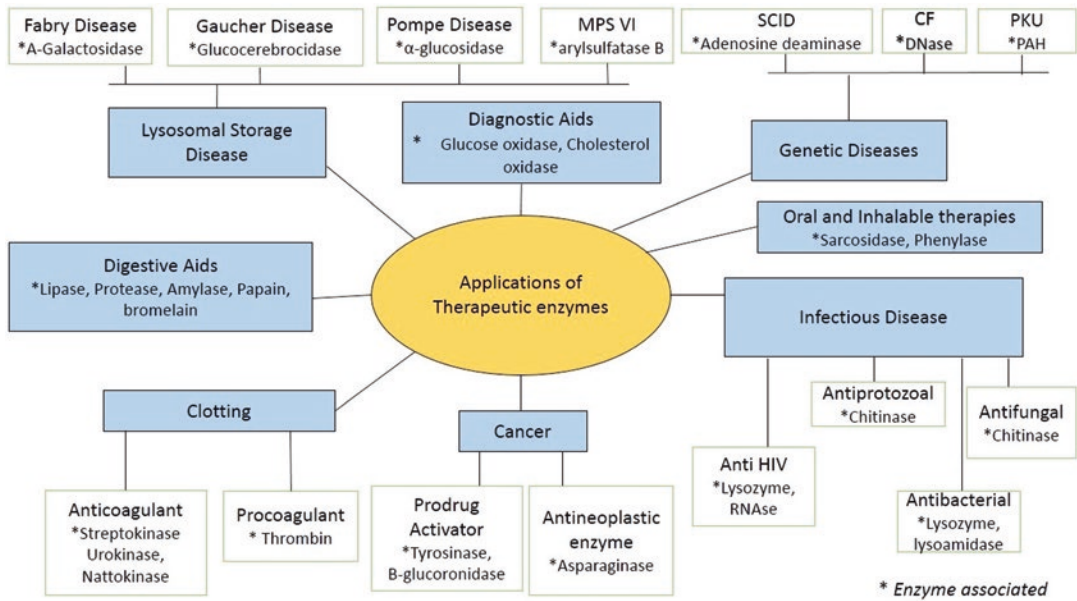 Fabry Disease
*A-Galactosidase
Gaucher Disease
*Glucocerebrocidase
Pompe Disease
*α-glucosidase
MPS VI
*arylsulfatase B
SCID
*Adenosine deaminase
CF
*DNase
PKU
*PAH
Lysosomal Storage
Disease
Diagnostic Aids
* Glucose oxidase, Cholesterol
oxidase
Genetic Diseases
Oral and Inhalable therapies
*Sarcosidase, Phenylase
Digestive Aids
*Lipase, Protease, Amylase, Papain,
bromelain
Applications of
Therapeutic enzymes
Infectious Disease
Clotting
Cancer
Antiprotozoal
*Chitinase
Antifungal
*Chitinase
Anti HIV
*Lysozyme,
RNAse
Antibacterial
*Lysozyme,
lysoamidase
Anticoagulant
*Streptokinase
Urokinase,
Nattokinase
Procoagulant
* Thrombin
Prodrug
Activator
*Tyrosinase,
B-glucoronidase
Antineoplastic
enzyme
*Asparaginase
* Enzyme associated